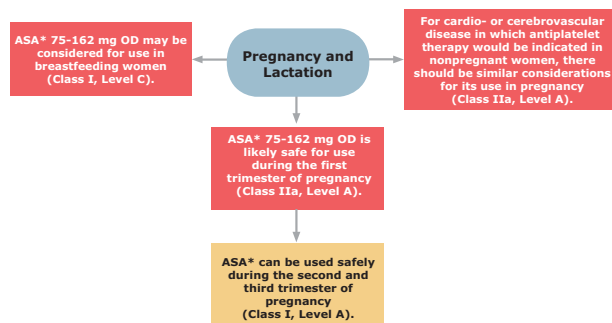 ASA* 75-162 mg OD may be
considered for use in
breastfeeding women
(Class I, Level C).
Pregnancy and
Lactation
For cardio- or cerebrovascular
disease in which antiplatelet
therapy would be indicated in
nonpregnant women, there
should be similar considerations
for its use in pregnancy
(Class IIa, Level A).
ASA* 75-162 mg OD is
likely safe for use
during the first
trimester of pregnancy
(Class IIa, Level A).
ASA* can be used safely
during the second and
third trimester of
pregnancy
(Class I, Level A).